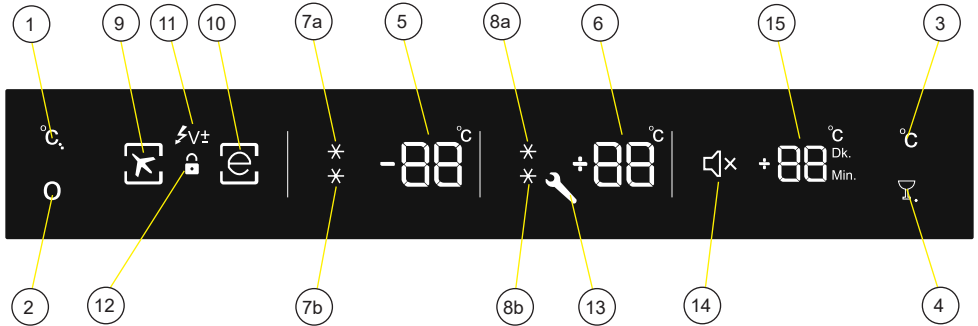 1 9 11 10 7a 5 8a 6 15 3
°C.. V± e -88 °C +88 °C + 88 °C Dk. Min. °C
O
2 12 7b 8b 13 14 4